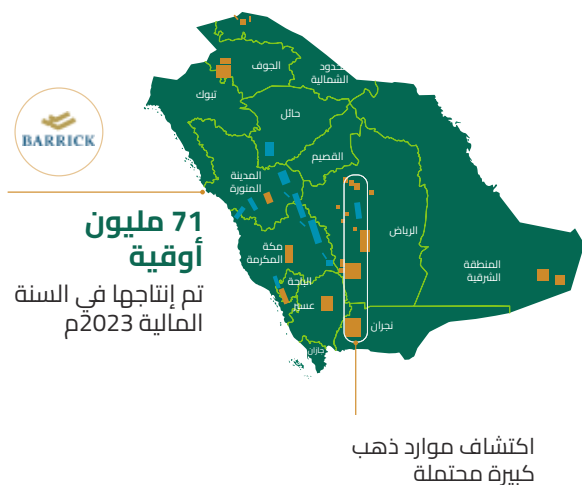 الجوف
الحدود
الشمالية
تبوك
حائل
BARRICK
القصيم
المدينة
المنورة
71 مليون
أوقية
تم إنتاجها في السنة
المالية 2023م
الرياض
مكة
المكرمة
المنطقة
الشرقية
الباحة
عسير
نجران
جازان
اكتشاف موارد ذهب
كبيرة محتملة